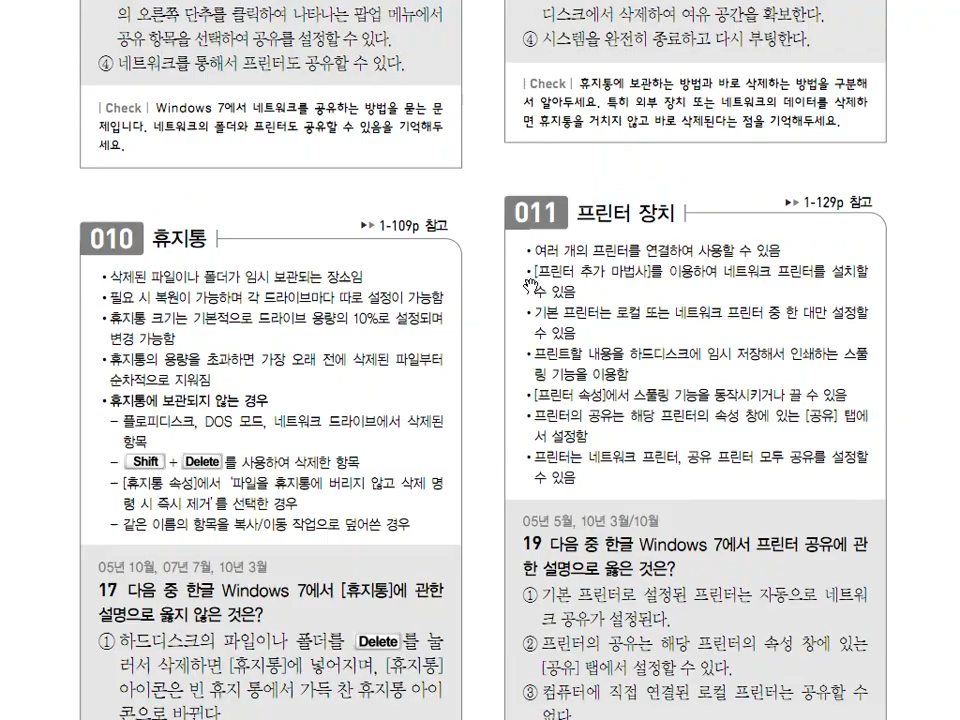 의 오른쪽 단추를 클릭하여 나타나는 팝업 메뉴에서
공유 항목을 선택하여 공유를 설정할 수 있다.
④ 네트워크를 통해서 프린터도 공유할 수 있다.
| Check | Windows 7에서 네트워크를 공유하는 방법을 묻는 문
제입니다. 네트워크의 폴더와 프린터도 공유할 수 있음을 기억해두
세요.
010 휴지통
▶▶ 1-109p 참고
• 삭제된 파일이나 폴더가 임시 보관되는 장소임
• 필요 시 복원이 가능하며 각 드라이브마다 따로 설정이 가능함
• 휴지통 크기는 기본적으로 드라이브 용량의 10%로 설정되며
변경 가능함
• 휴지통의 용량을 초과하면 가장 오래 전에 삭제된 파일부터
순차적으로 지워짐
• 휴지통에 보관되지 않는 경우
– 플로피디스크, DOS 모드, 네트워크 드라이브에서 삭제된
항목
– Shift + Delete 를 사용하여 삭제한 항목
– [휴지통 속성]에서 '파일을 휴지통에 버리지 않고 삭제 명
령 시 즉시 제거'를 선택한 경우
– 같은 이름의 항목을 복사/이동 작업으로 덮어쓴 경우
05년 10월, 07년 7월, 10년 3월
17 다음 중 한글 Windows 7에서 [휴지통]에 관한
설명으로 옳지 않은 것은?
① 하드디스크의 파일이나 폴더를 Delete 를 눌
러서 삭제하면 [휴지통]에 넣어지며, [휴지통]
아이콘은 빈 휴지 통에서 가득 찬 휴지통 아이
콘으로 바뀐다
디스크에서 삭제하여 여유 공간을 확보한다.
④ 시스템을 완전히 종료하고 다시 부팅한다.
| Check | 휴지통에 보관하는 방법과 바로 삭제하는 방법을 구분해
서 알아두세요. 특히 외부 장치 또는 네트워크의 데이터를 삭제하
면 휴지통을 거치지 않고 바로 삭제된다는 점을 기억해두세요.
011 프린터 장치
▶▶ 1-129p 참고
• 여러 개의 프린터를 연결하여 사용할 수 있음
• [프린터 추가 마법사]를 이용하여 네트워크 프린터를 설치할
수 있음
• 기본 프린터는 로컬 또는 네트워크 프린터 중 한 대만 설정할
수 있음
• 프린트할 내용을 하드디스크에 임시 저장해서 인쇄하는 스풀
링 기능을 이용함
• [프린터 속성]에서 스풀링 기능을 동작시키거나 끌 수 있음
• 프린터의 공유는 해당 프린터의 속성 창에 있는 [공유] 탭에
서 설정함
• 프린터는 네트워크 프린터, 공유 프린터 모두 공유를 설정할
수 있음
05년 5월, 10년 3월/10월
19 다음 중 한글 Windows 7에서 프린터 공유에 관
한 설명으로 옳은 것은?
① 기본 프린터로 설정된 프린터는 자동으로 네트워
크 공유가 설정된다.
② 프린터의 공유는 해당 프린터의 속성 창에 있는
[공유] 탭에서 설정할 수 있다.
③ 컴퓨터에 직접 연결된 로컬 프린터는 공유할 수
없다